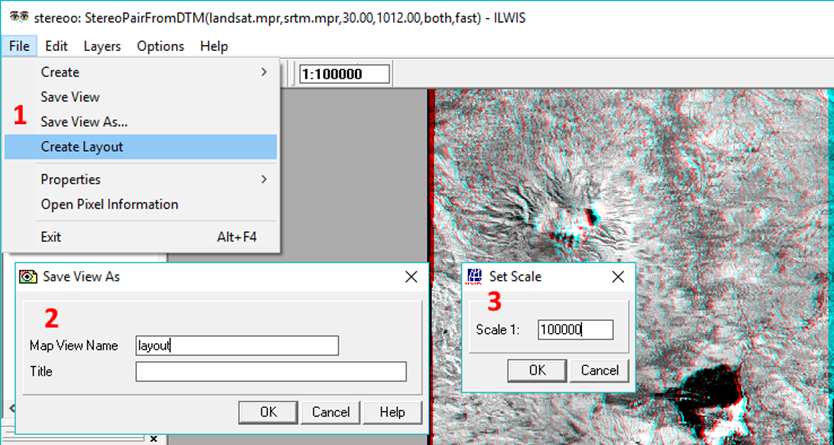 stereoo: StereoPairFromDTM(landsat.mpr,srtm.mpr,30.00,1012.00,both,fast) - ILWIS
File Edit Layers Options Help
1:100000
Create
Save View
1
Save View As...
Create Layout
Properties
Open Pixel Information
Exit Alt+F4
Save View As
2
Map View Name layout
Title
OK Cancel Help
Set Scale
3
Scale 1: 100000
OK Cancel